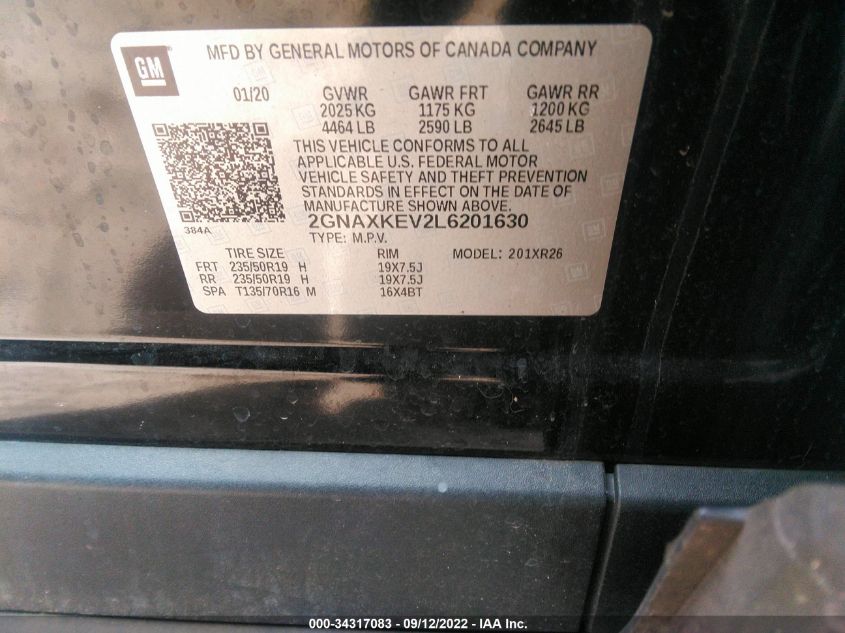 GM
MFD BY GENERAL MOTORS OF CANADA COMPANY
01/20 GVWR GAWR FRT GAWR RR
2025 KG 1175 KG 1200 KG
4464 LB 2590 LB 2645 LB
THIS VEHICLE CONFORMS TO ALL
APPLICABLE U.S. FEDERAL MOTOR
VEHICLE SAFETY AND THEFT PREVENTION
STANDARDS IN EFFECT ON THE DATE OF
MANUFACTURE SHOWN ABOVE.
384A 2GNAXKEV2L6201630
TYPE: M.P.V.
TIRE SIZE RIM MODEL: 201XR26
FRT 235/50R19 H 19X7.5J
RR 235/50R19 H 19X7.5J
SPA T135/70R16 M 16X4BT
000-34317083 - 09/12/2022 - IAA Inc.